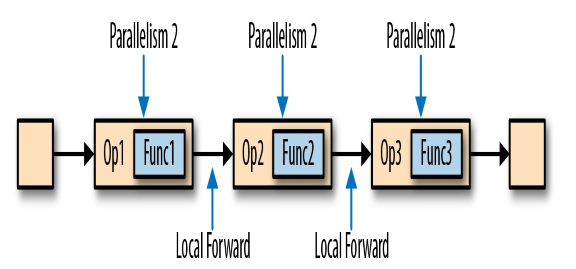 Parallelism 2
Parallelism 2
Parallelism 2
Op1
Func1
Op2
Func2
Op3
Func3
Local Forward
Local Forward